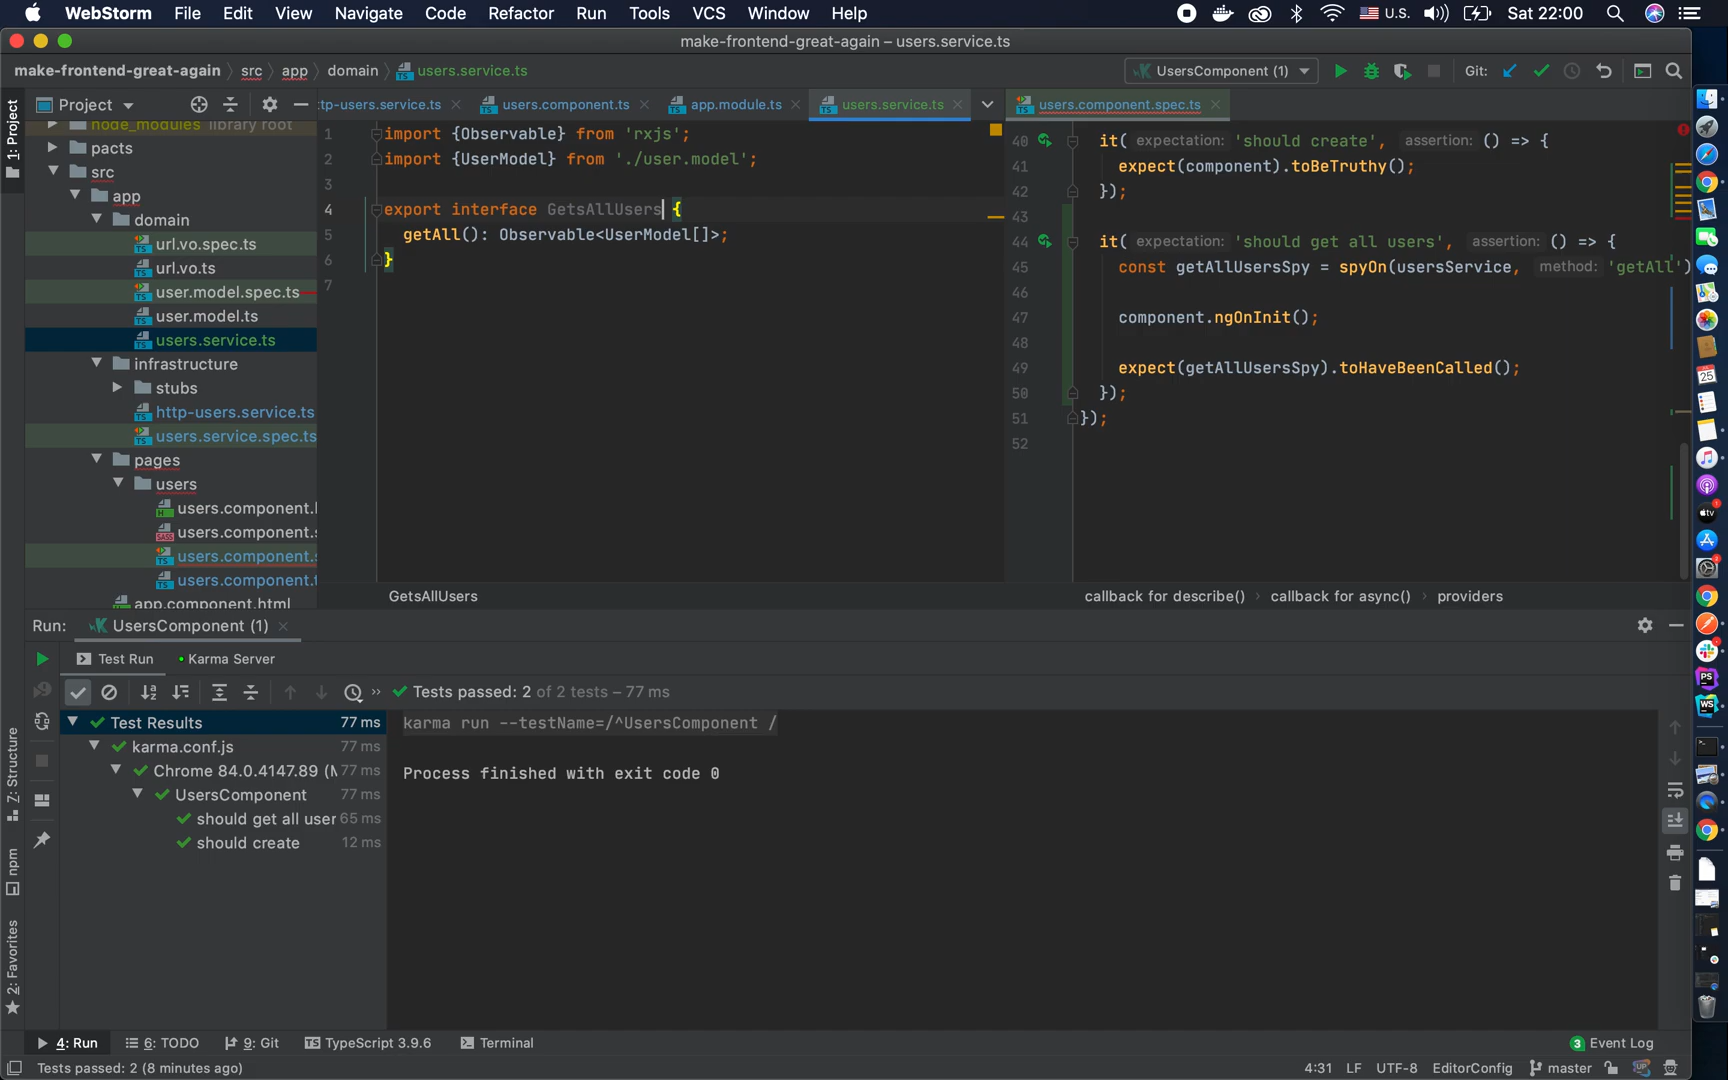 WebStorm File Edit View Navigate Code Refactor Run Tools VCS Window Help U.S. Sat 22:00
make-frontend-great-again – users.service.ts
make-frontend-great-again src app domain users.service.ts UsersComponent (1) Git:
1: Project
Project
tp-users.service.ts users.component.ts app.module.ts users.service.ts users.component.spec.ts
node_modules library root
pacts
src
app
domain
url.vo.spec.ts
url.vo.ts
user.model.spec.ts
user.model.ts
users.service.ts
infrastructure
stubs
http-users.service.ts
users.service.spec.ts
pages
users
users.component.
users.component.
users.component.
users.component.
app.component.html
1 import {Observable} from 'rxjs';
2 import {UserModel} from './user.model';
3
4 export interface GetsAllUsers {
5 getAll(): Observable<UserModel[]>;
6 }
7
GetsAllUsers
40 it( expectation: 'should create', assertion: () => {
41 expect(component).toBeTruthy();
42 });
43
44 it( expectation: 'should get all users', assertion: () => {
45 const getAllUsersSpy = spyOn(usersService, method: 'getAll')
46
47 component.ngOnInit();
48
49 expect(getAllUsersSpy).toHaveBeenCalled();
50 });
51 });
52
callback for describe() callback for async() providers
Run: UsersComponent (1)
Test Run Karma Server
Tests passed: 2 of 2 tests – 77 ms
Test Results 77 ms
karma.conf.js 77 ms
Chrome 84.0.4147.89 ( 77 ms
UsersComponent 77 ms
should get all user 65 ms
should create 12 ms
karma run --testName=/^UsersComponent /
Process finished with exit code 0
Z: Structure
npm
2: Favorites
4: Run 6: TODO 9: Git TypeScript 3.9.6 Terminal 3 Event Log
Tests passed: 2 (8 minutes ago) 4:31 LF UTF-8 EditorConfig master